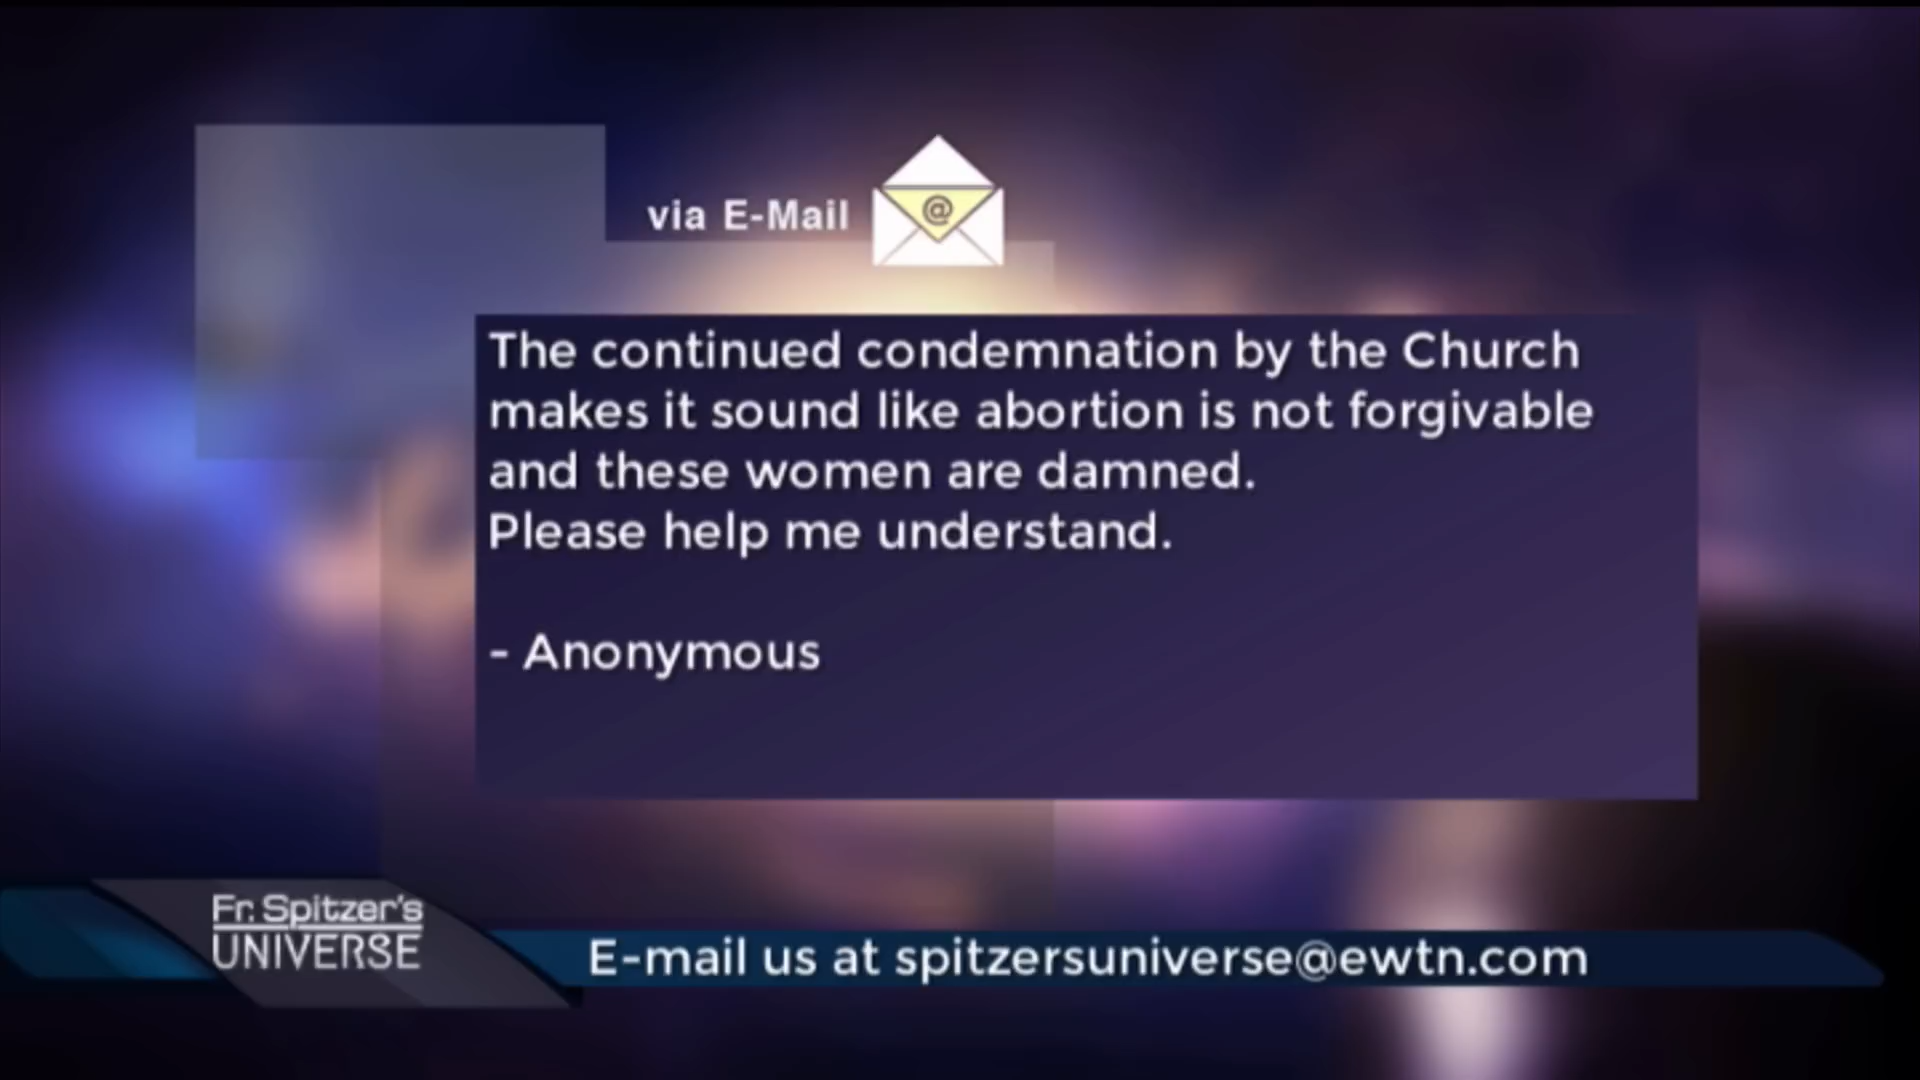 via E-Mail
@
The continued condemnation by the Church
makes it sound like abortion is not forgivable
and these women are damned.
Please help me understand.
- Anonymous
Fr. Spitzer's
UNIVERSE
E-mail us at spitzersuniverse@ewtn.com